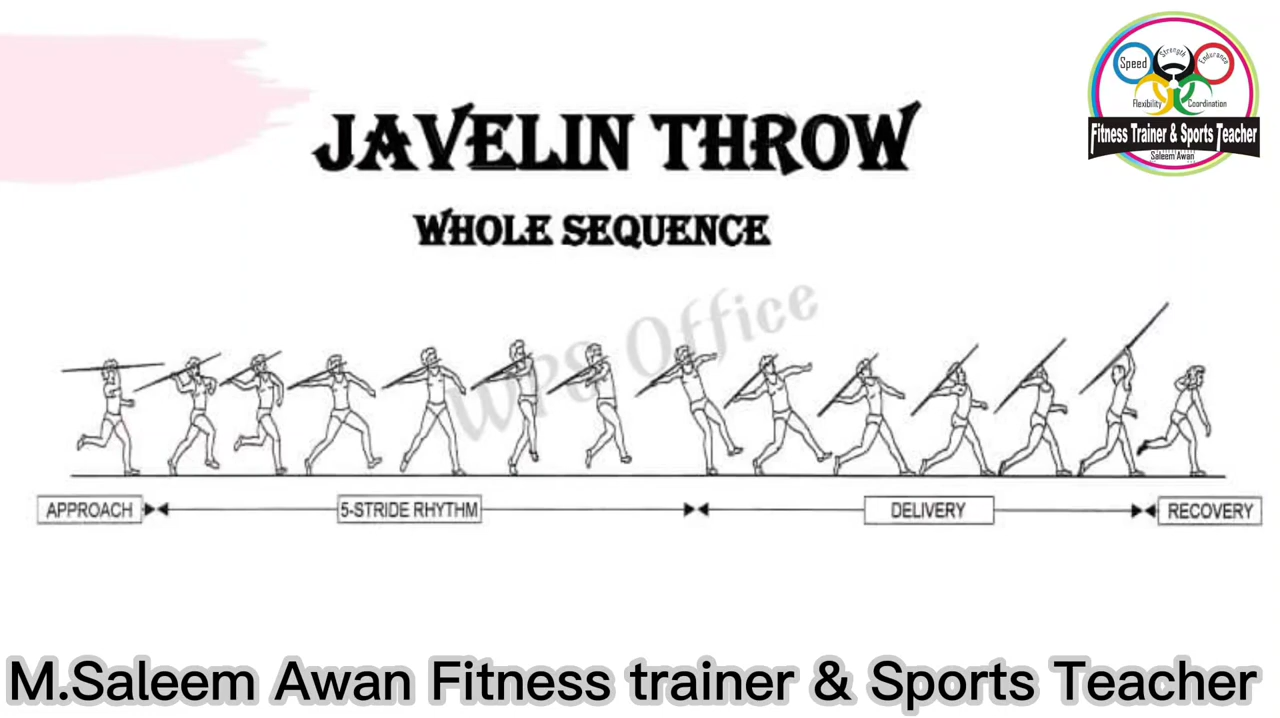 Speed
Strength
Endurance
Flexibility
Coordination
Fitness Trainer & Sports Teacher
Saleem Awan
JAVELIN THROW
WHOLE SEQUENCE
WPS Office
APPROACH
5-STRIDE RHYTHM
DELIVERY
RECOVERY
M.Saleem Awan Fitness trainer & Sports Teacher